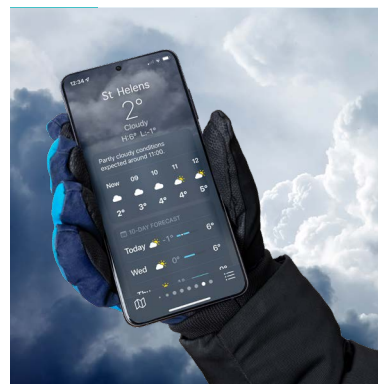 12:34
St Helens
2°
Cloudy
H:6° L:-1°
Partly cloudy conditions
expected around 11:00.
Now 09 10 11 12
2° 3° 4° 4° 5°
10-DAY FORECAST
Today -1° 6°
Wed 0° 6°